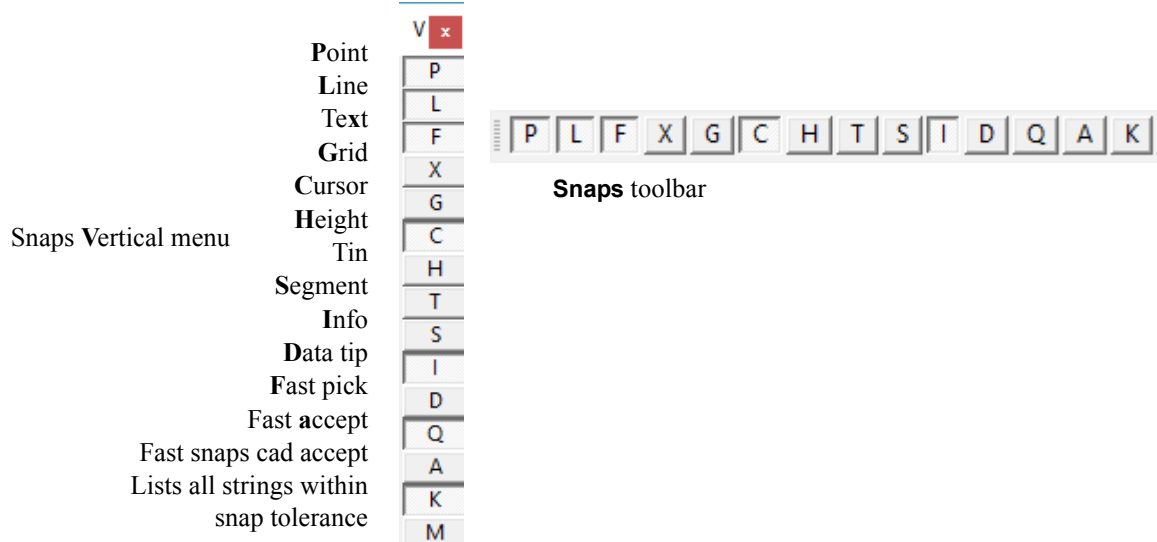 V x
Point
P
Line
L
Text
F
Grid
X
Cursor
G
Height
C
Snaps Vertical menu
Tin
H
Segment
T
Info
S
Data tip
I
Fast pick
D
Fast accept
Q
Fast snaps cad accept
A
Lists all strings within
K
snap tolerance
M
P L F X G C H T S I D Q A K
Snaps toolbar